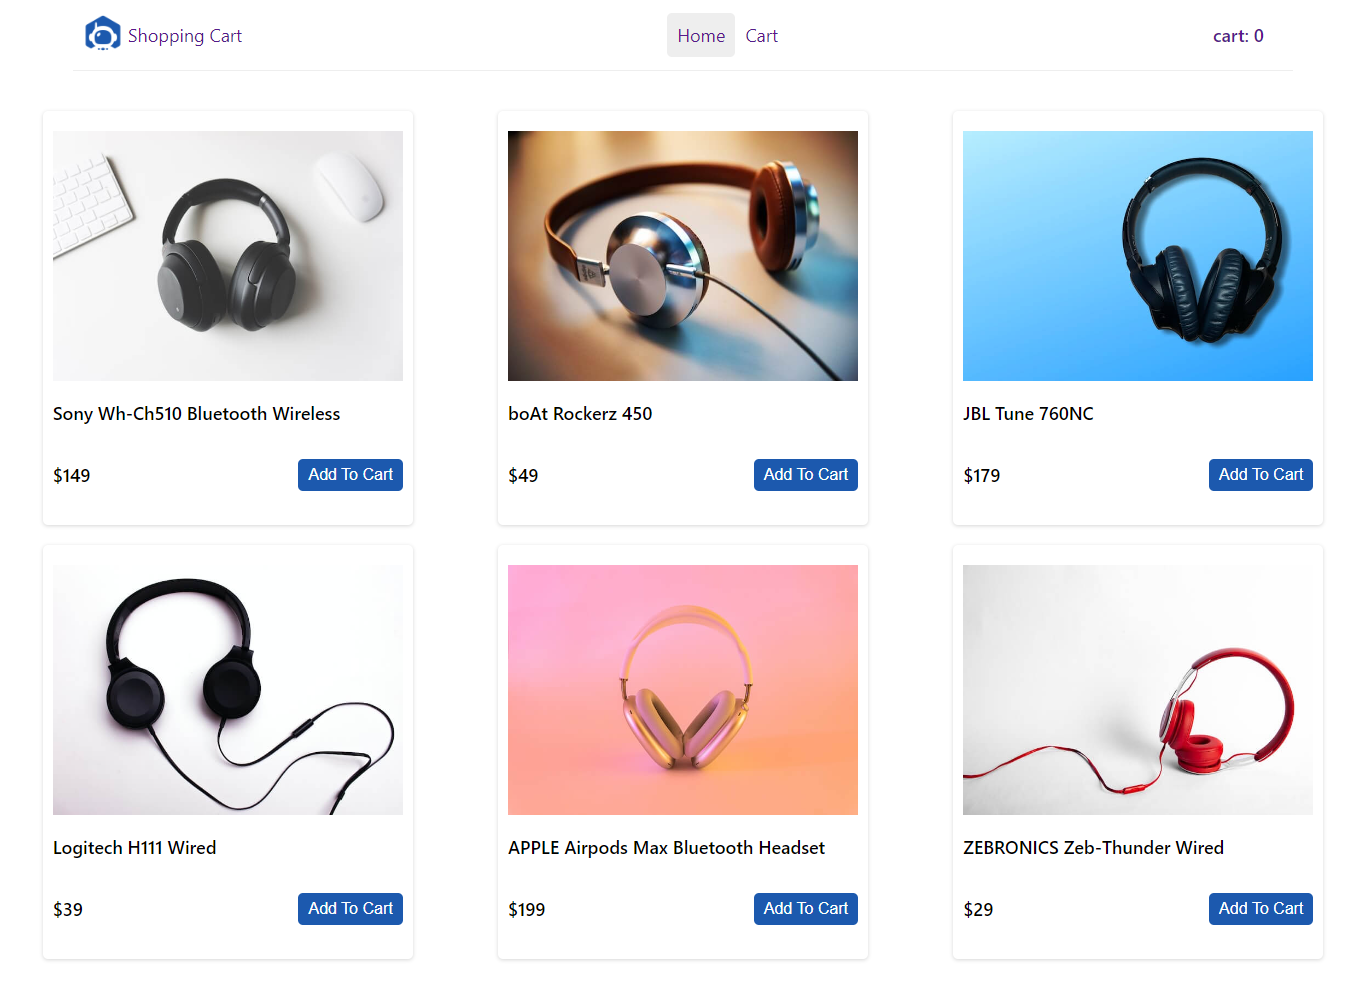 Shopping Cart
Home
Cart
cart: 0
Sony Wh-Ch510 Bluetooth Wireless
$149
Add To Cart
boAt Rockerz 450
$49
Add To Cart
JBL Tune 760NC
$179
Add To Cart
Logitech H111 Wired
$39
Add To Cart
APPLE Airpods Max Bluetooth Headset
$199
Add To Cart
ZEBRONICS Zeb-Thunder Wired
$29
Add To Cart